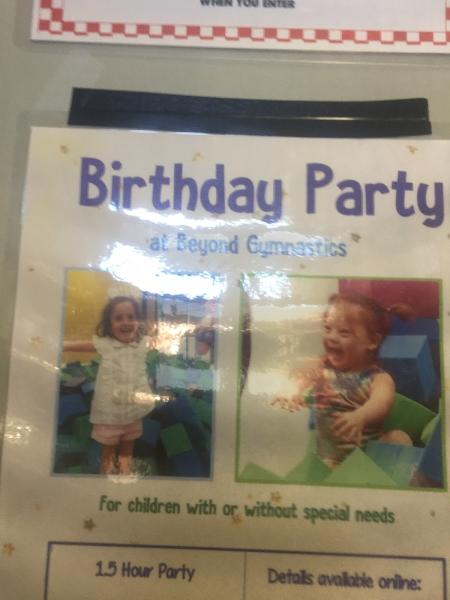 WHEN YOU ENTER
Birthday Party
at Beyond Gymnastics
For children with or without special needs
1.5 Hour Party
Details available online: